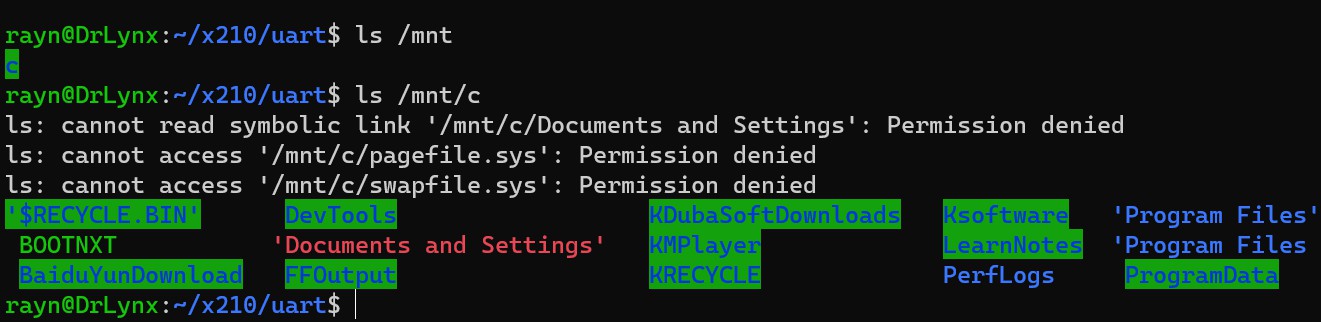 rayn@DrLynx:~/x210/uart$ ls /mnt
c
rayn@DrLynx:~/x210/uart$ ls /mnt/c
ls: cannot read symbolic link '/mnt/c/Documents and Settings': Permission denied
ls: cannot access '/mnt/c/pagefile.sys': Permission denied
ls: cannot access '/mnt/c/swapfile.sys': Permission denied
'$RECYCLE.BIN' DevTools KDubaSoftDownloads Ksoftware 'Program Files'
BOOTNXT 'Documents and Settings' KMPlayer LearnNotes 'Program Files
BaiduYunDownload FFOutput KRECYCLE PerfLogs ProgramData
rayn@DrLynx:~/x210/uart$